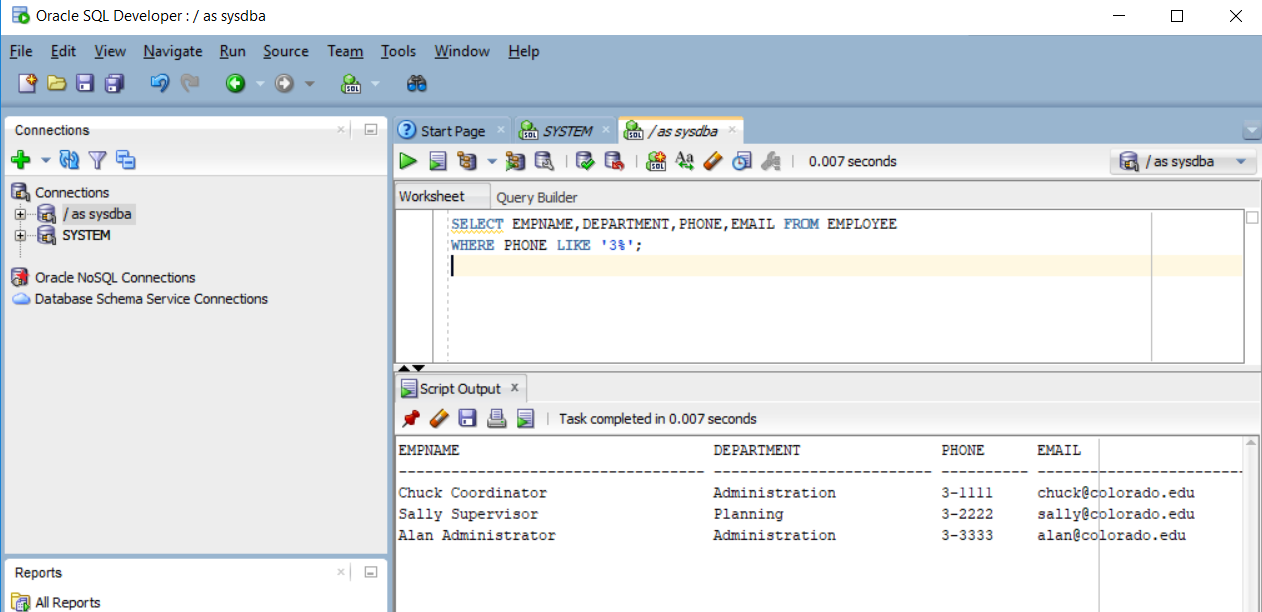 Oracle SQL Developer : / as sysdba
File Edit View Navigate Run Source Team Tools Window Help
Connections
Connections
/ as sysdba
SYSTEM
Oracle NoSQL Connections
Database Schema Service Connections
Reports
All Reports
Start Page SYSTEM / as sysdba
0.007 seconds / as sysdba
Worksheet Query Builder
SELECT EMPNAME,DEPARTMENT,PHONE,EMAIL FROM EMPLOYEE
WHERE PHONE LIKE '3%';
Script Output
Task completed in 0.007 seconds
EMPNAME DEPARTMENT PHONE EMAIL
Chuck Coordinator Administration 3-1111 chuck@colorado.edu
Sally Supervisor Planning 3-2222 sally@colorado.edu
Alan Administrator Administration 3-3333 alan@colorado.edu